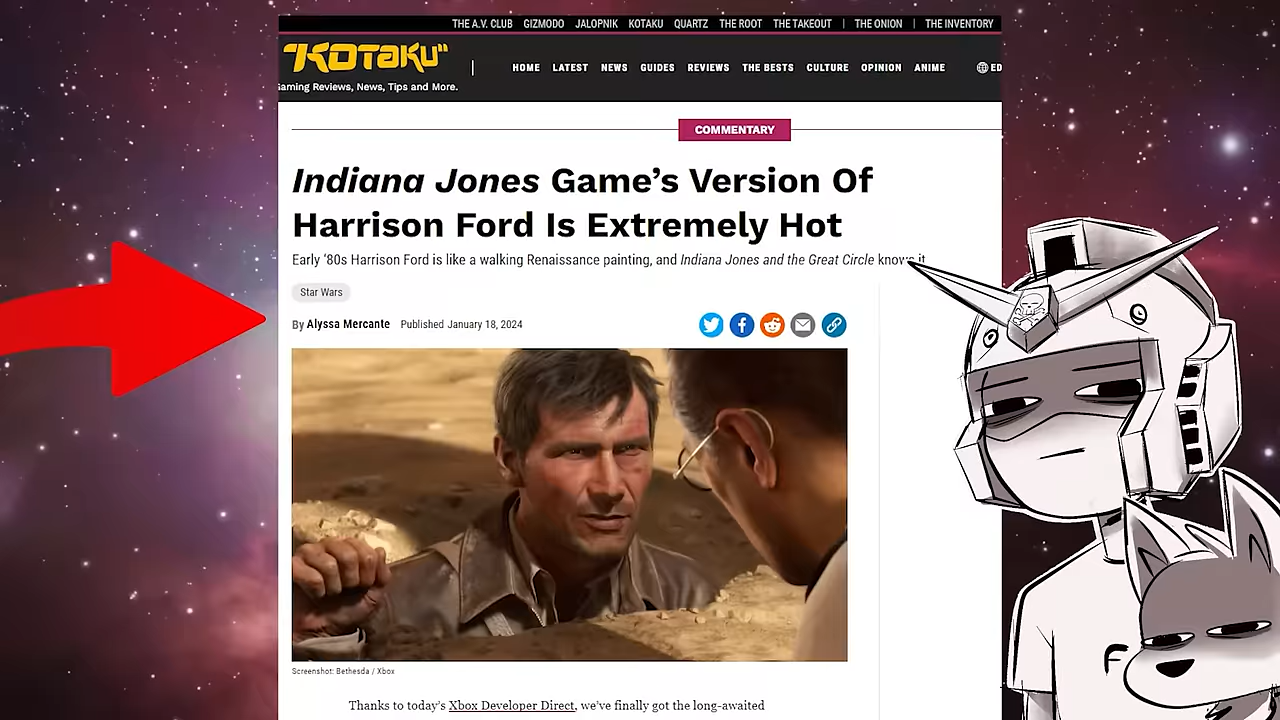 THE A.V. CLUB GIZMODO JALOPNIK KOTAKU QUARTZ THE ROOT THE TAKEOUT | THE ONION | THE INVENTORY
KOTAKU
HOME LATEST NEWS GUIDES REVIEWS THE BESTS CULTURE OPINION ANIME ED
aming Reviews, News, Tips and More.
COMMENTARY
Indiana Jones Game’s Version Of
Harrison Ford Is Extremely Hot
Early ‘80s Harrison Ford is like a walking Renaissance painting, and Indiana Jones and the Great Circle knows it
Star Wars
By Alyssa Mercante Published January 18, 2024
Screenshot: Bethesda / Xbox
Thanks to today’s Xbox Developer Direct, we’ve finally got the long-awaited
F